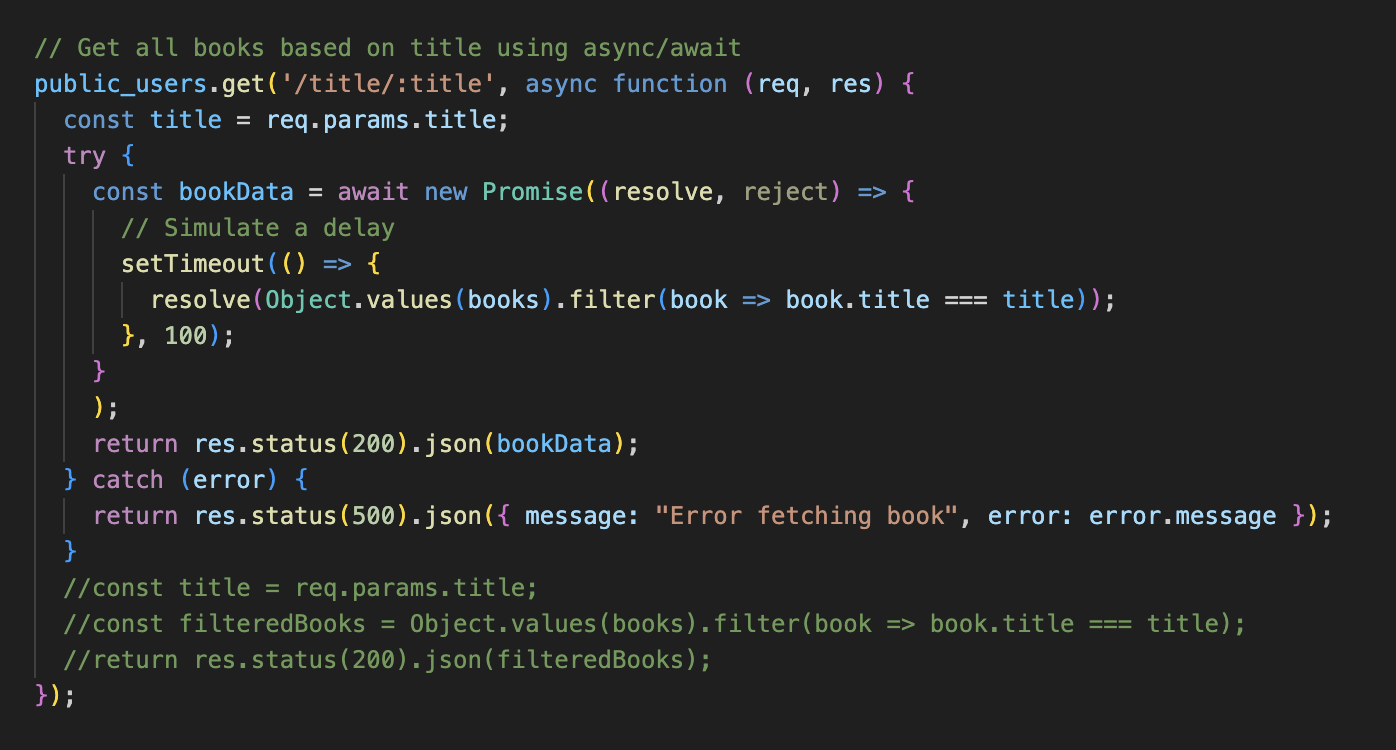 // Get all books based on title using async/await
public_users.get('/title/:title', async function (req, res) {
const title = req.params.title;
try {
const bookData = await new Promise((resolve, reject) => {
// Simulate a delay
setTimeout(() => {
resolve(Object.values(books).filter(book => book.title === title));
}, 100);
}
);
return res.status(200).json(bookData);
} catch (error) {
return res.status(500).json({ message: "Error fetching book", error: error.message });
}
//const title = req.params.title;
//const filteredBooks = Object.values(books).filter(book => book.title === title);
//return res.status(200).json(filteredBooks);
});